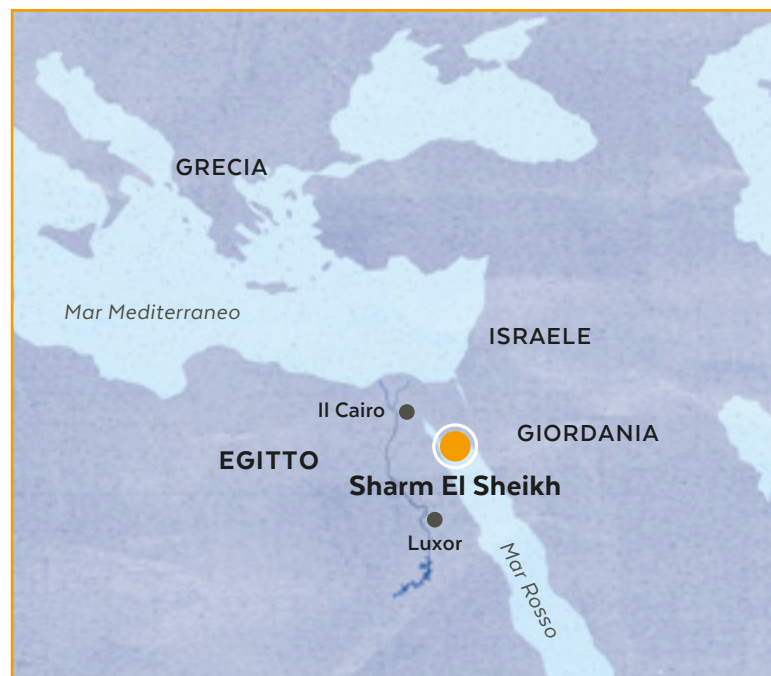 GRECIA
Mar Mediterraneo
ISRAELE
Il Cairo
GIORDANIA
EGITTO
Sharm El Sheikh
Luxor
Mar Rosso